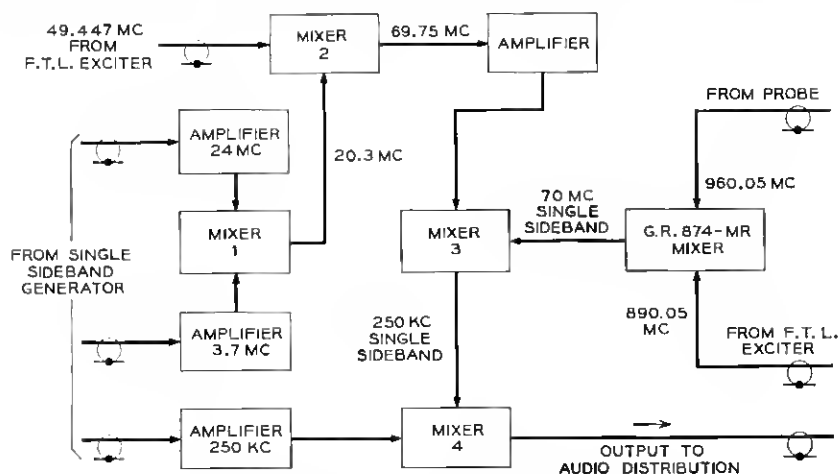 49.447 MC
FROM
F.T.L. EXCITER
MIXER
2
69.75 MC
AMPLIFIER
FROM PROBE
AMPLIFIER
24 MC
20.3 MC
960.05 MC
70 MC
SINGLE
SIDEBAND
MIXER
1
MIXER
3
G.R. 874-MR
MIXER
FROM SINGLE
SIDEBAND
GENERATOR
AMPLIFIER
3.7 MC
250 KC
SINGLE
SIDEBAND
890.05
MC
FROM F.T.L.
EXCITER
AMPLIFIER
250 KC
MIXER
4
OUTPUT TO
AUDIO DISTRIBUTION